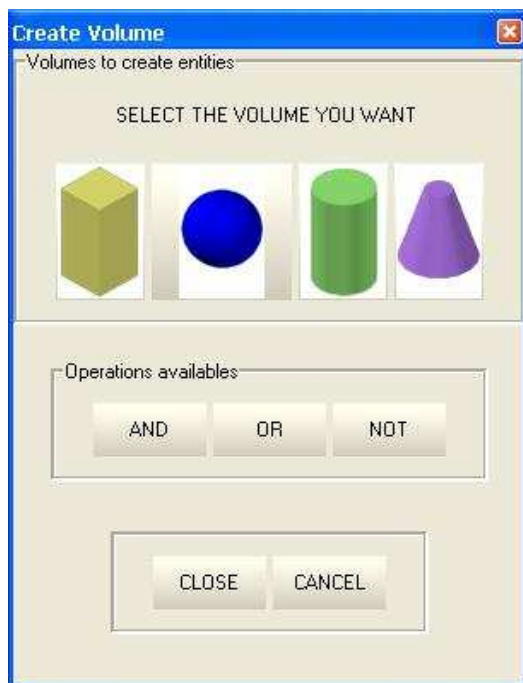 Create Volume
Volumes to create entities
SELECT THE VOLUME YOU WANT
Operations availables
AND OR NOT
CLOSE CANCEL